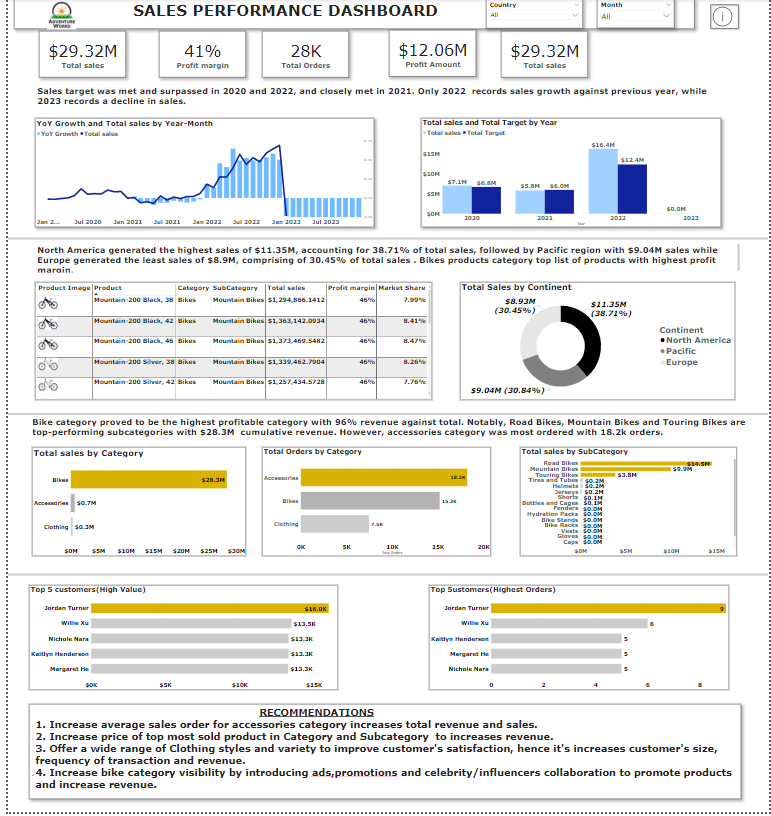 SALES PERFORMANCE DASHBOARD
ADVENTURE
WORKS
Country
All
Month
All
i
$29.32M
Total sales
41%
Profit margin
28K
Total Orders
$12.06M
Profit Amount
$29.32M
Total sales
Sales target was met and surpassed in 2020 and 2022, and closely met in 2021. Only 2022 records sales growth against previous year, while
2023 records a decline in sales.
YoY Growth and Total sales by Year-Month
YoY Growth Total sales
Jan 2... Jul 2020 Jan 2021 Jul 2021 Jan 2022 Jul 2022 Jan 2023 Jul 2023
Total sales and Total Target by Year
Total sales Total Target
$15M
$10M
$5M
$0M
$7.1M $6.8M
$5.8M $6.0M
$16.4M
$12.4M
$0.0M
2020 2021 2022 2023
Year
North America generated the highest sales of $11.35M, accounting for 38.71% of total sales, followed by Pacific region with $9.04M sales while
Europe generated the least sales of $8.9M, comprising of 30.45% of total sales . Bikes products category top list of products with highest profit
margin.
Product Image Product Category SubCategory Total sales Profit margin Market Share
Mountain-200 Black, 38 Bikes Mountain Bikes $1,294,866.1412 46% 7.99%
Mountain-200 Black, 42 Bikes Mountain Bikes $1,363,142.0934 46% 8.41%
Mountain-200 Black, 46 Bikes Mountain Bikes $1,373,469.5482 46% 8.47%
Mountain-200 Silver, 38 Bikes Mountain Bikes $1,339,462.7904 46% 8.26%
Mountain-200 Silver, 42 Bikes Mountain Bikes $1,257,434.5728 46% 7.76%
Total Sales by Continent
$8.93M
(30.45%)
$11.35M
(38.71%)
$9.04M (30.84%)
Continent
North America
Pacific
Europe
Bike category proved to be the highest profitable category with 96% revenue against total. Notably, Road Bikes, Mountain Bikes and Touring Bikes are
top-performing subcategories with $28.3M cumulative revenue. However, accessories category was most ordered with 18.2k orders.
Total sales by Category
Bikes $28.3M
Accessories $0.7M
Clothing $0.3M
$0M $5M $10M $15M $20M $25M $30M
Total Orders by Category
Accessories 18.2K
Bikes 15.2K
Clothing 7.5K
0K 5K 10K 15K 20K
Total Orders
Total sales by SubCategory
Road Bikes $14.5M
Mountain Bikes $9.9M
Touring Bikes $3.8M
Tires and Tubes $0.2M
Helmets $0.2M
Jerseys $0.2M
Shorts $0.1M
Bottles and Cages $0.1M
Fenders $0.0M
Hydration Packs $0.0M
Bike Stands $0.0M
Bike Racks $0.0M
Vests $0.0M
Gloves $0.0M
Caps $0.0M
$0M $5M $10M $15M
Top 5 customers(High Value)
Jordan Turner $16.0K
Willie Xu $13.5K
Nichole Nara $13.3K
Kaitlyn Henderson $13.3K
Margaret He $13.3K
$0K $5K $10K $15K
Top 5ustomers(Highest Orders)
Jordan Turner 9
Willie Xu 6
Kaitlyn Henderson 5
Margaret He 5
Nichole Nara 5
0 2 4 6 8
RECOMMENDATIONS
1. Increase average sales order for accessories category increases total revenue and sales.
2. Increase price of top most sold product in Category and Subcategory to increases revenue.
3. Offer a wide range of Clothing styles and variety to improve customer's satisfaction, hence it's increases customer's size,
frequency of transaction and revenue.
4. Increase bike category visibility by introducing ads,promotions and celebrity/influencers collaboration to promote products
and increase revenue.